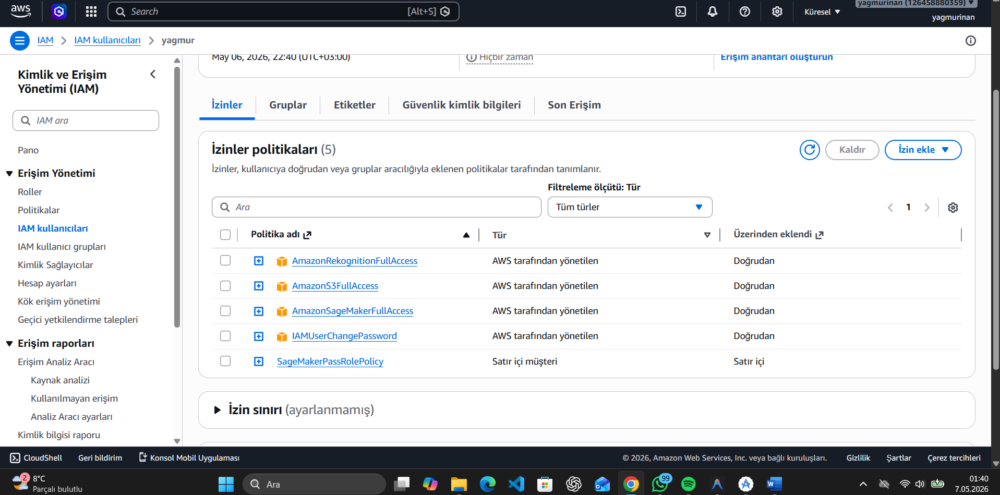 aws
Search
[Alt+S]
Küresel
yagmurinan (126458880359)
yagmurinan
IAM
IAM kullanıcıları
yagmur
Kimlik ve Erişim
Yönetimi (IAM)
IAM ara
Pano
Erişim Yönetimi
Roller
Politikalar
IAM kullanıcıları
IAM kullanıcı grupları
Kimlik Sağlayıcılar
Hesap ayarları
Kök erişim yönetimi
Geçici yetkilendirme talepleri
Erişim raporları
Erişim Analiz Aracı
Kaynak analizi
Kullanılmayan erişim
Analiz Aracı ayarları
Kimlik bilgisi raporu
May 06, 2026, 22:40 (UTC+03:00)
Hiçbir zaman
Erişim anahtarı oluşturun
İzinler
Gruplar
Etiketler
Güvenlik kimlik bilgileri
Son Erişim
İzinler politikaları (5)
Kaldır
İzin ekle
İzinler, kullanıcıya doğrudan veya gruplar aracılığıyla eklenen politikalar tarafından tanımlanır.
Filtreleme ölçütü: Tür
Ara
Tüm türler
1
Politika adı
Tür
Üzerinden eklendi
AmazonRekognitionFullAccess
AWS tarafından yönetilen
Doğrudan
AmazonS3FullAccess
AWS tarafından yönetilen
Doğrudan
AmazonSageMakerFullAccess
AWS tarafından yönetilen
Doğrudan
IAMUserChangePassword
AWS tarafından yönetilen
Doğrudan
SageMakerPassRolePolicy
Satır içi müşteri
Satır içi
İzin sınırı (ayarlanmamış)
CloudShell
Geri bildirim
Konsol Mobil Uygulaması
© 2026, Amazon Web Services, Inc. veya bağlı kuruluşları.
Gizlilik
Şartlar
Çerez tercihleri
2
8°C
Parçalı bulutlu
Ara
99
01:40
7.05.2026